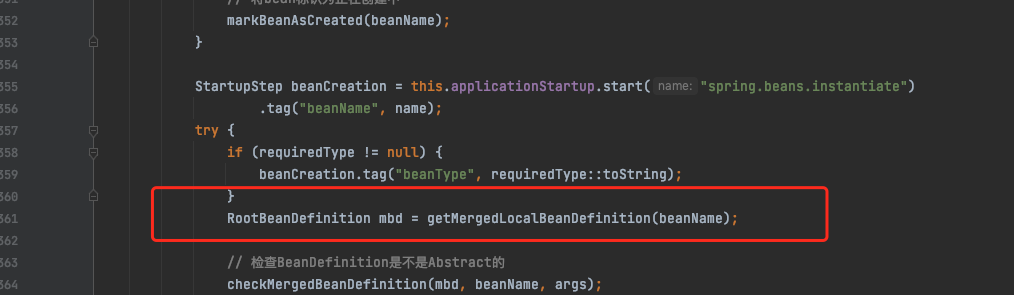 352 markBeanAsCreated(beanName);
353 }
354
355 StartupStep beanCreation = this.applicationStartup.start( name: "spring.beans.instantiate")
356 .tag("beanName", name);
357 try {
358 if (requiredType != null) {
359 beanCreation.tag("beanType", requiredType::toString);
360 }
361 RootBeanDefinition mbd = getMergedLocalBeanDefinition(beanName);
362
363 // 检查BeanDefinition是不是Abstract的
364 checkMergedBeanDefinition(mbd, beanName, args);